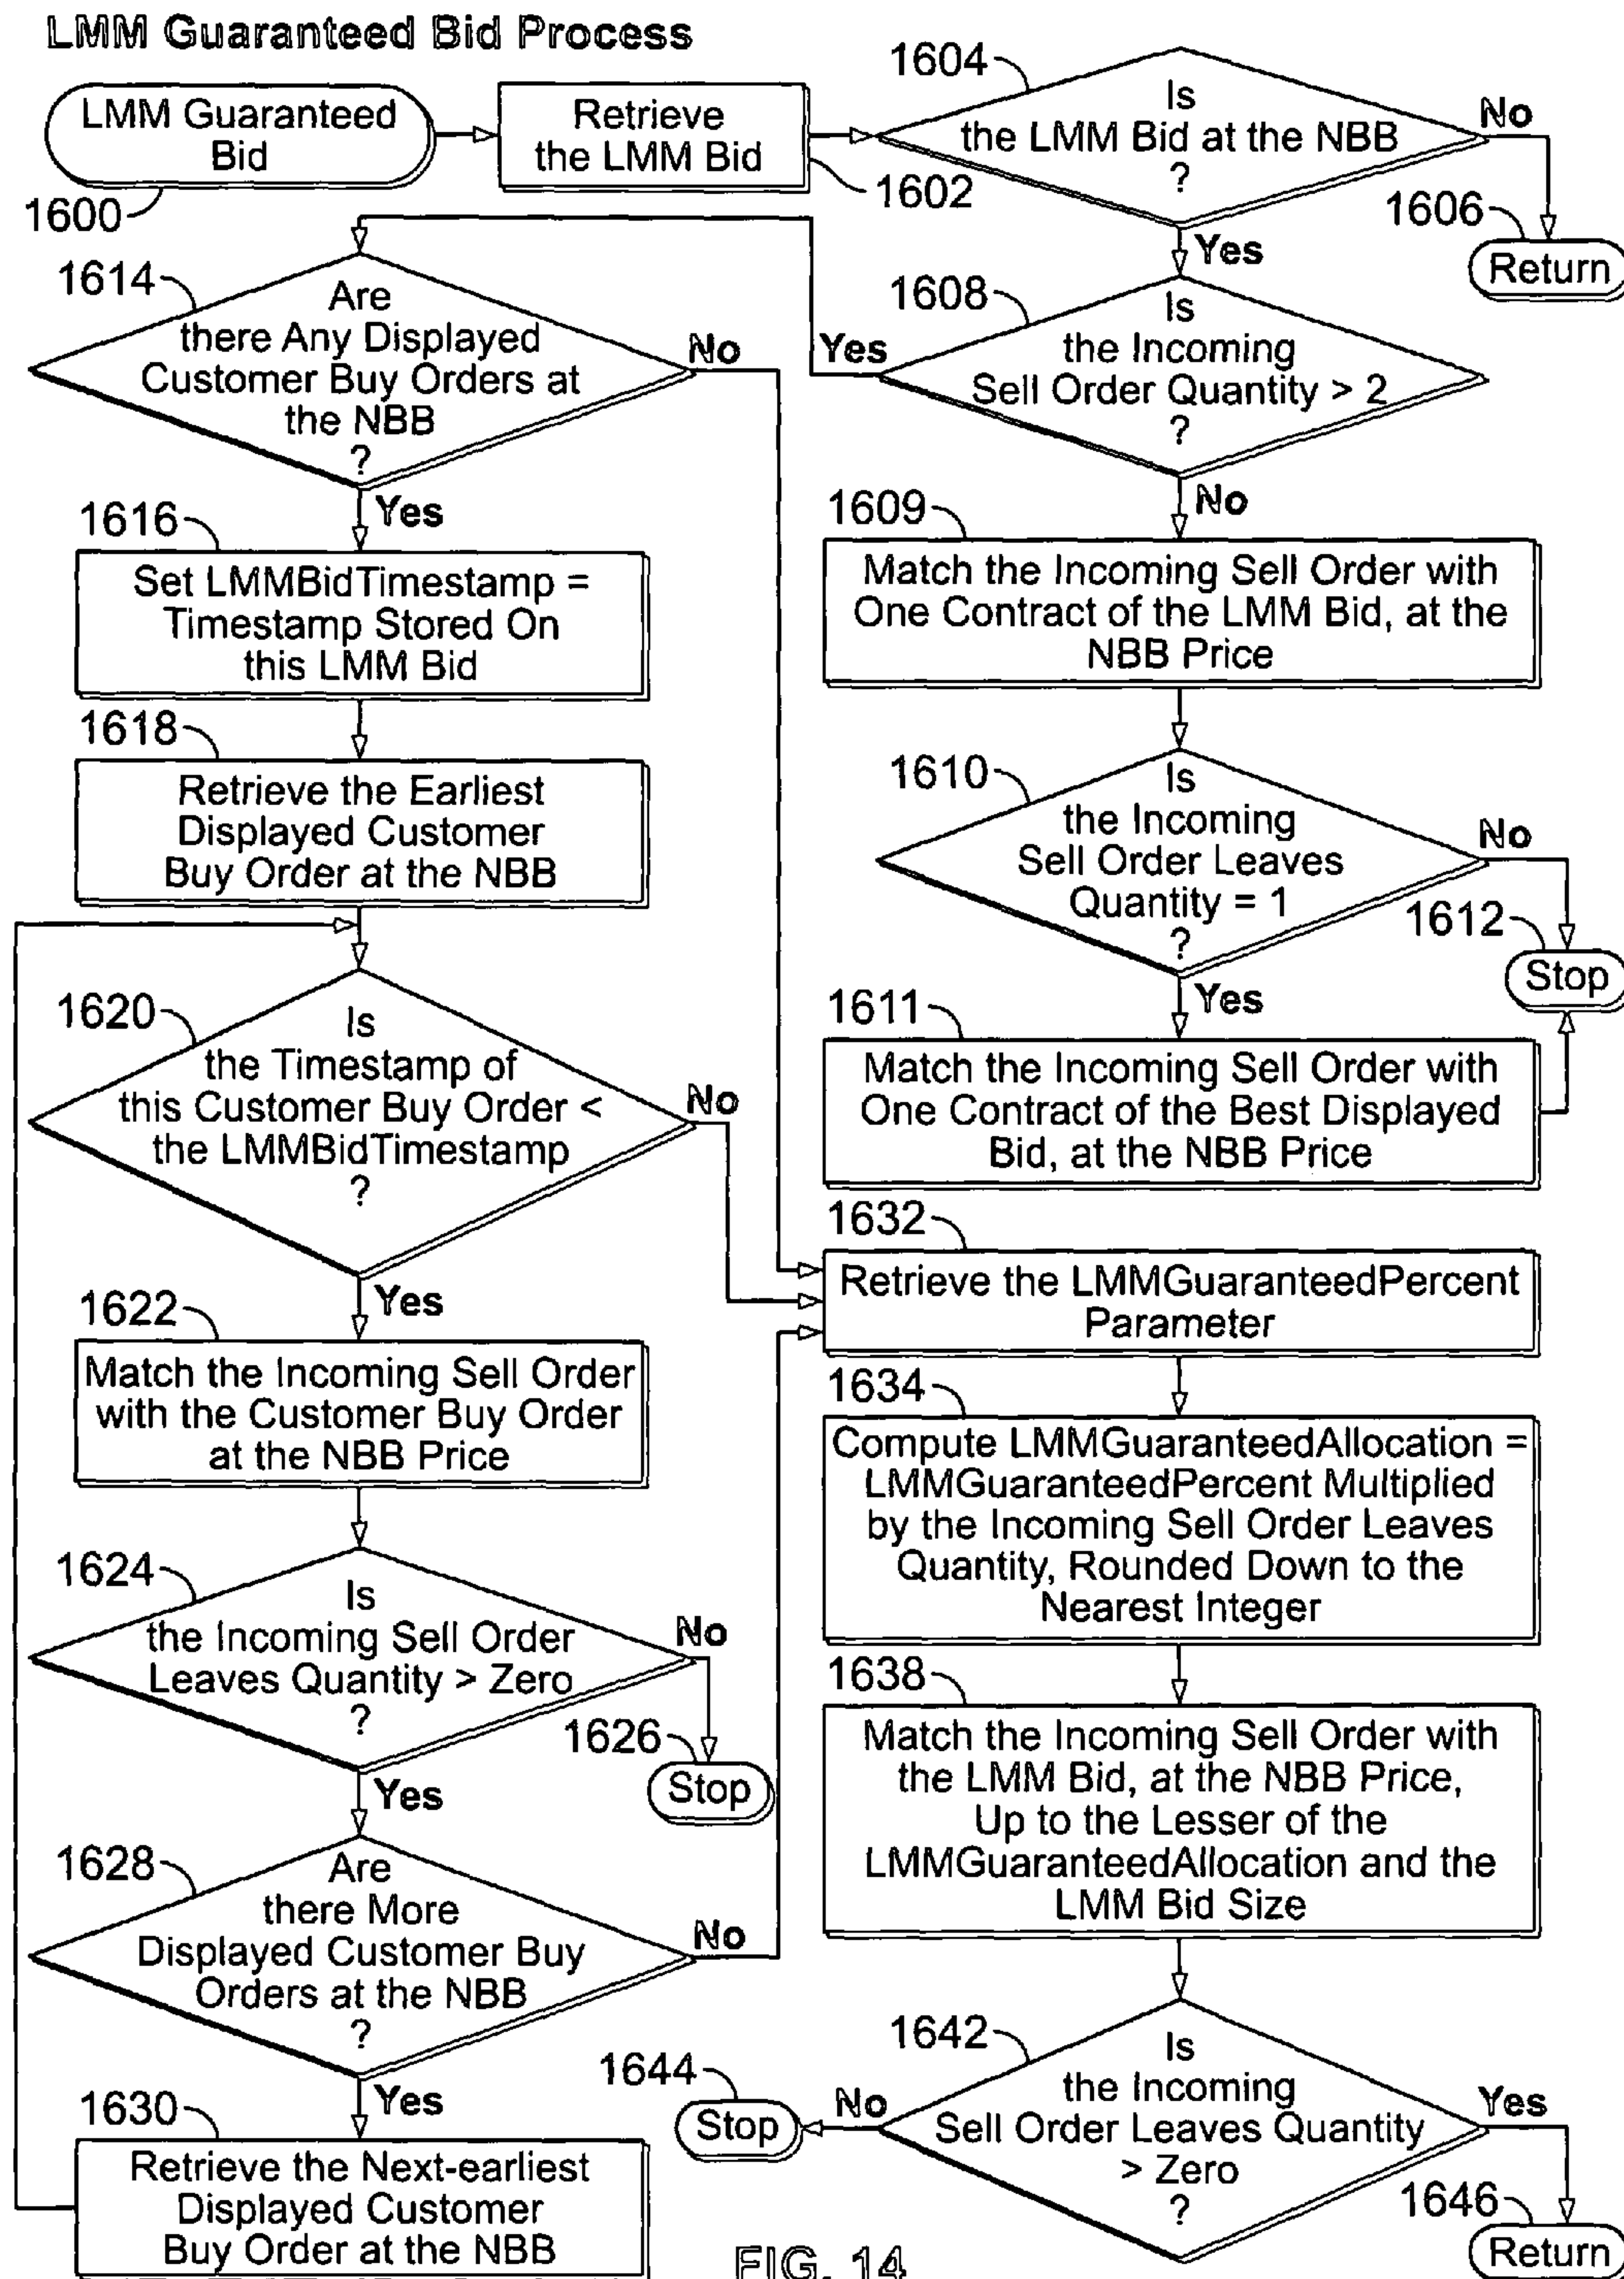 LMM Guaranteed Bid Process
LMM Guaranteed
Bid
1600
Retrieve
the LMM Bid
1602
1604
Is
the LMM Bid at the NBB
?
No
Yes
1606
Return
1608
Is
the Incoming
Sell Order Quantity > 2
?
Yes
No
1609
Match the Incoming Sell Order with
One Contract of the LMM Bid, at the
NBB Price
1610
Is
the Incoming
Sell Order Leaves
Quantity = 1
?
No
Yes
1612
Stop
1611
Match the Incoming Sell Order with
One Contract of the Best Displayed
Bid, at the NBB Price
1614
Are
there Any Displayed
Customer Buy Orders at
the NBB
?
No
Yes
1616
Set LMMBidTimestamp =
Timestamp Stored On
this LMM Bid
1618
Retrieve the Earliest
Displayed Customer
Buy Order at the NBB
1620
Is
the Timestamp of
this Customer Buy Order <
the LMMBidTimestamp
?
No
Yes
1622
Match the Incoming Sell Order
with the Customer Buy Order
at the NBB Price
1624
Is
the Incoming Sell Order
Leaves Quantity > Zero
?
No
Yes
1626
Stop
1628
Are
there More
Displayed Customer Buy
Orders at the NBB
?
No
Yes
1630
Retrieve the Next-earliest
Displayed Customer
Buy Order at the NBB
1632
Retrieve the LMMGuaranteedPercent
Parameter
1634
Compute LMMGuaranteedAllocation =
LMMGuaranteedPercent Multiplied
by the Incoming Sell Order Leaves
Quantity, Rounded Down to the
Nearest Integer
1638
Match the Incoming Sell Order with
the LMM Bid, at the NBB Price,
Up to the Lesser of the
LMMGuaranteedAllocation and the
LMM Bid Size
1642
Is
the Incoming
Sell Order Leaves Quantity
> Zero
?
No
Yes
1644
Stop
1646
Return
FIG. 14